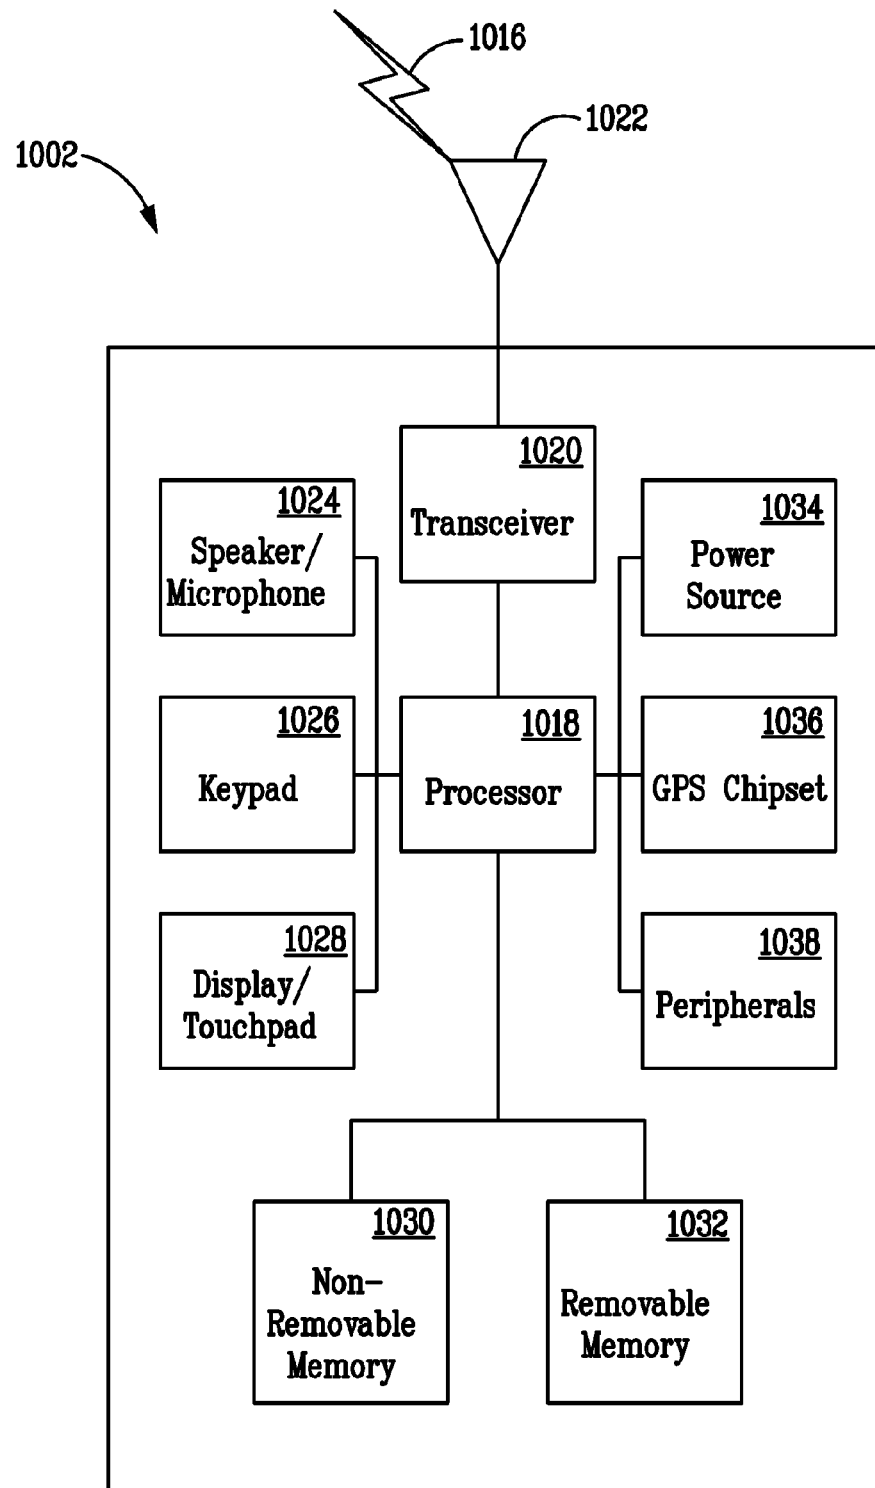 1016
1022
1002
1020
Transceiver
1024
Speaker/
Microphone
1034
Power
Source
1026
Keypad
1018
Processor
1036
GPS Chipset
1028
Display/
Touchpad
1038
Peripherals
1030
Non-
Removable
Memory
1032
Removable
Memory